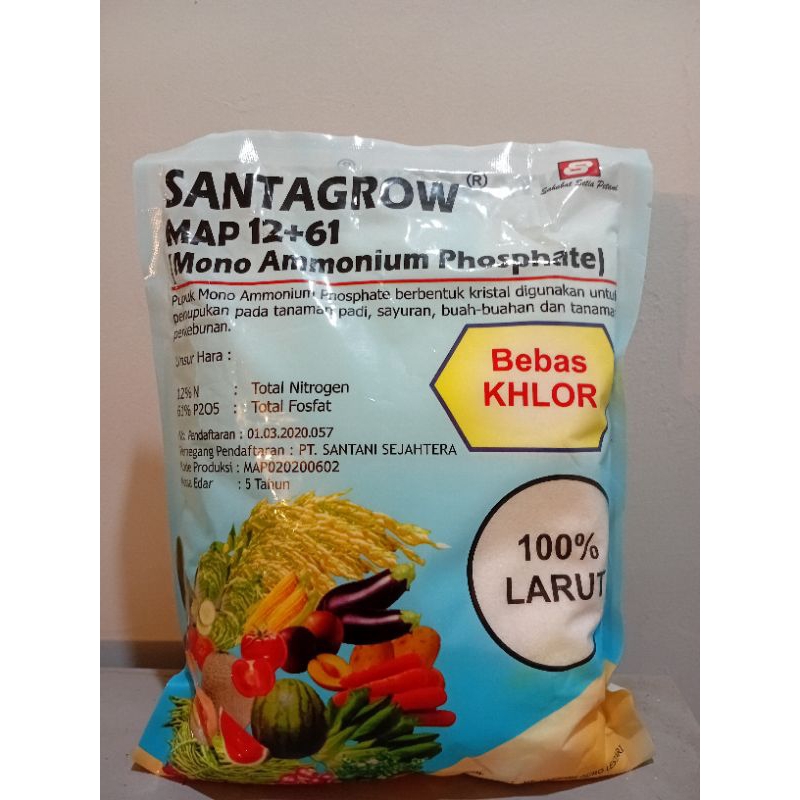 SANTAGROW (R)
S
Sahabat Setia Petani
MAP 12+61
(Mono Ammonium Phosphate)
Pupuk Mono Ammonium Phosphate berbentuk kristal digunakan untu
pemupukan pada tanaman padi, sayuran, buah-buahan dan tanama
perkebunan.
Unsur Hara :
12% N : Total Nitrogen
61% P2O5 : Total Fosfat
No. Pendaftaran : 01.03.2020.057
Pemegang Pendaftaran : PT. SANTANI SEJAHTERA
Kode Produksi : MAP020200602
Masa Edar : 5 Tahun
Bebas
KHLOR
100%
LARUT